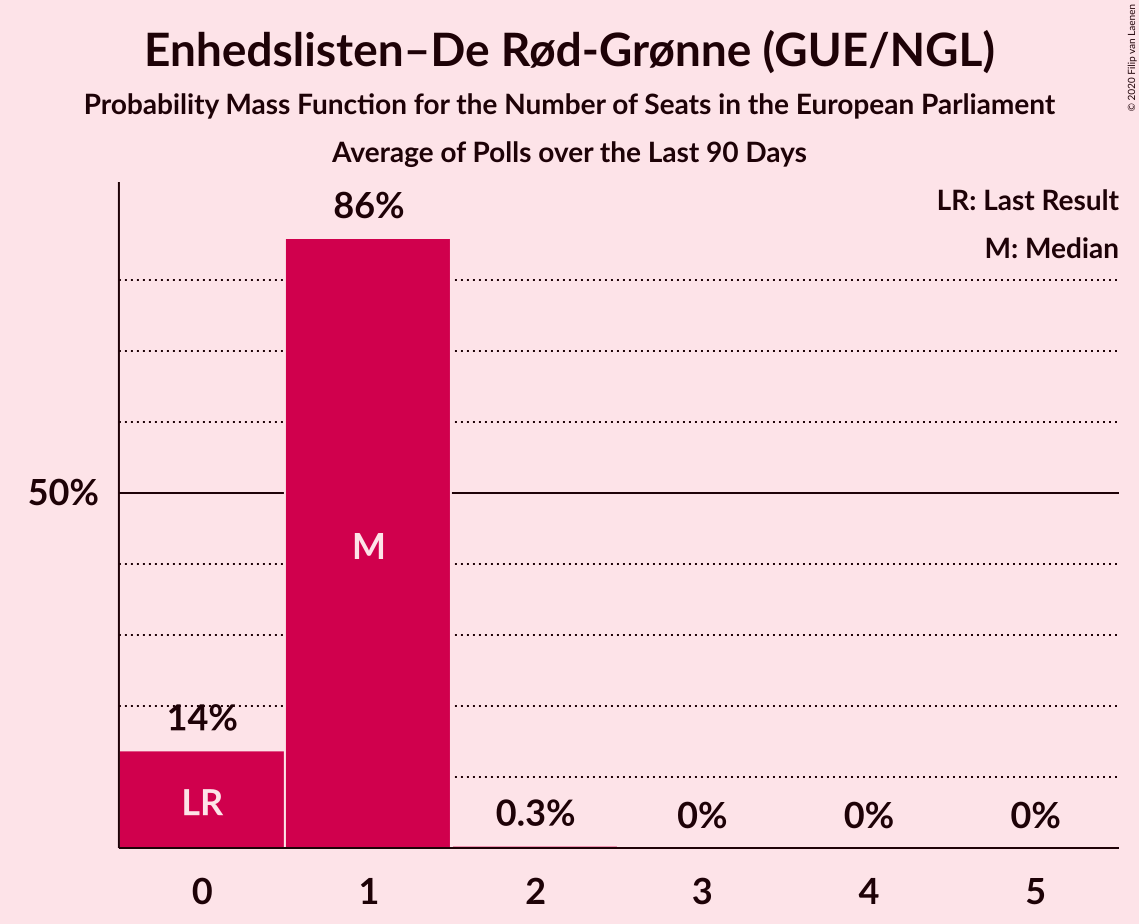 Enhedslisten–De Rød-Grønne (GUE/NGL)
Probability Mass Function for the Number of Seats in the European Parliament
Average of Polls over the Last 90 Days
© 2020 Filip van Laenen
LR: Last Result
M: Median
86%
50%
M
14%
LR
0.3%
0%
0%
0%
0 1 2 3 4 5